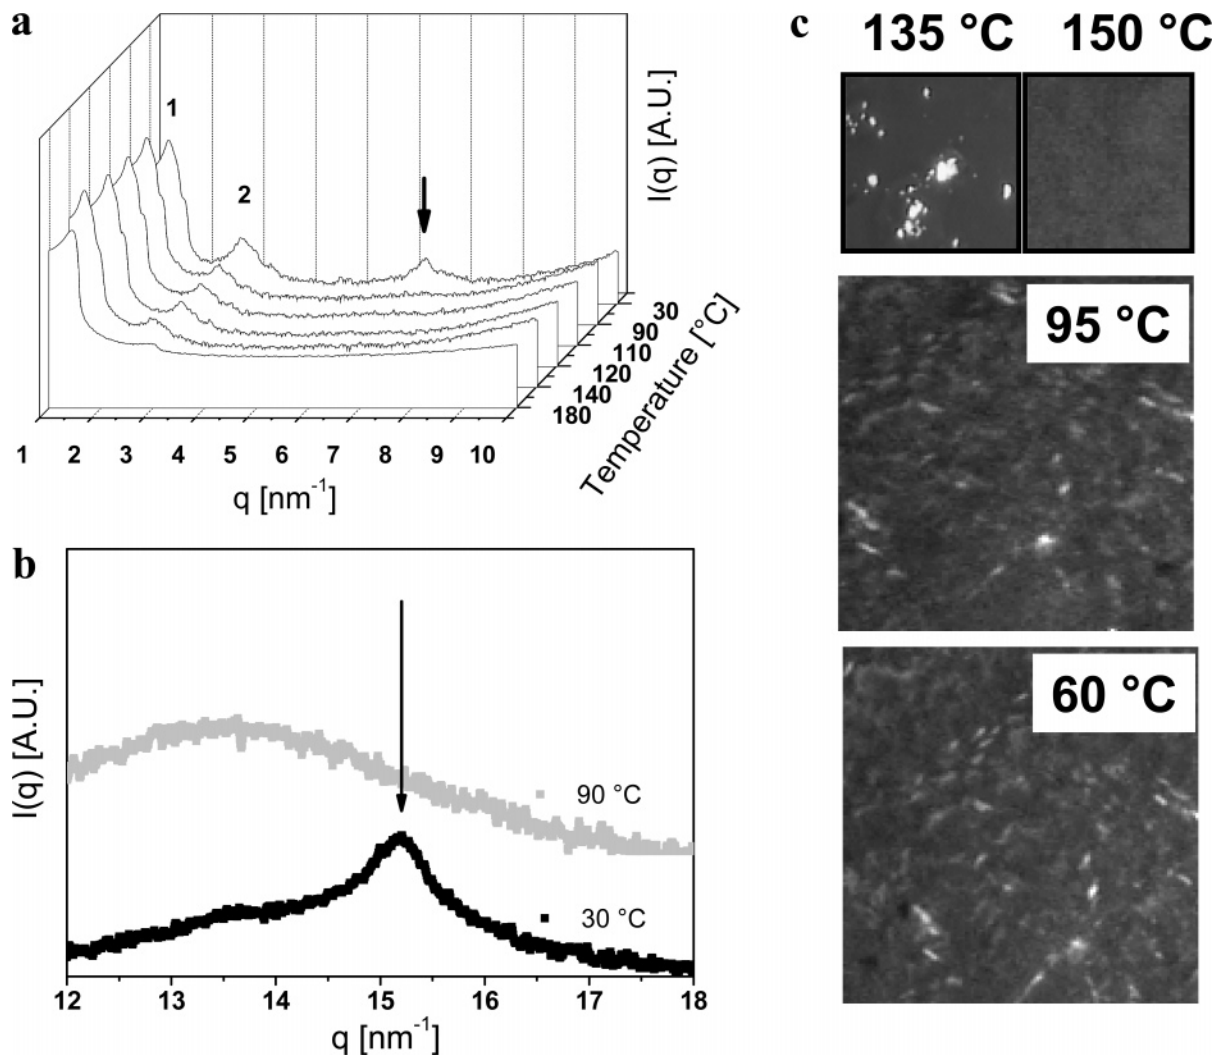 a
1
2
I(q) [A.U.]
30
90
110
120
140
180
Temperature [°C]
1 2 3 4 5 6 7 8 9 10
q [nm⁻¹]
b
I(q) [A.U.]
90 °C
30 °C
12 13 14 15 16 17 18
q [nm⁻¹]
c
135 °C 150 °C
95 °C
60 °C